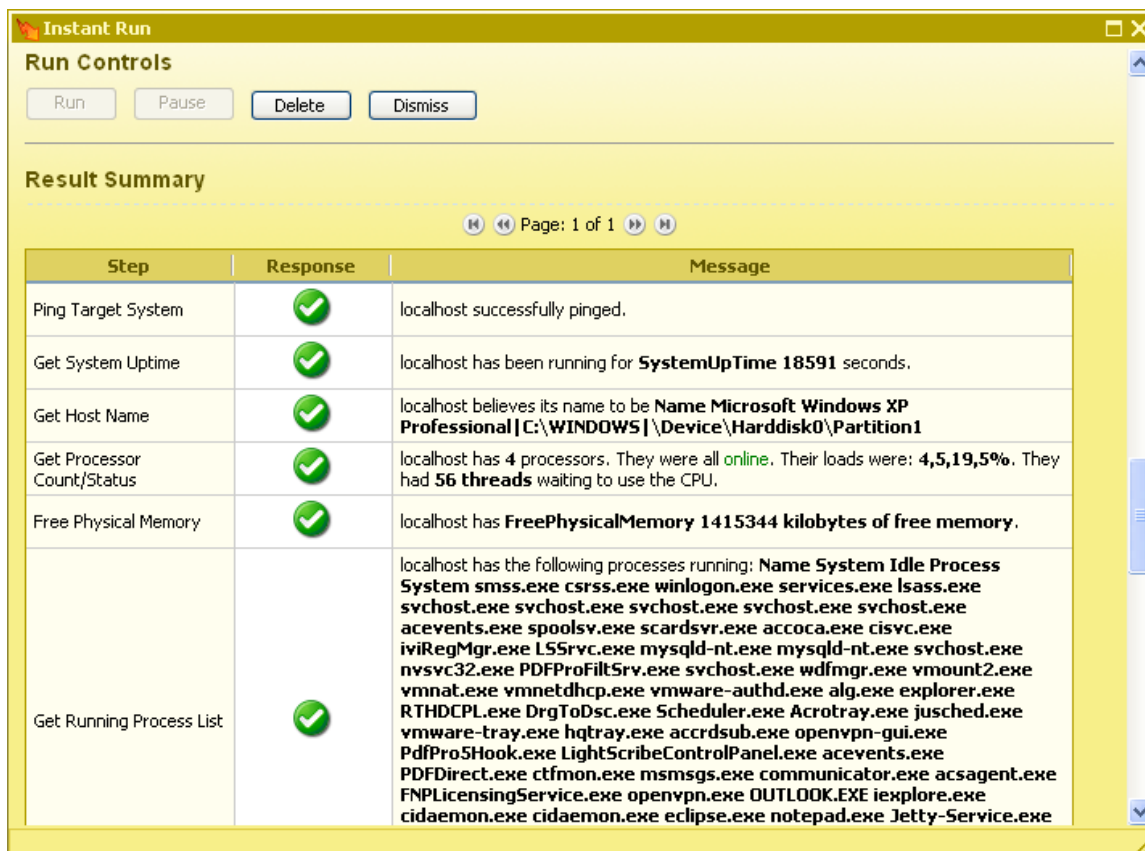 Instant Run
Run Controls
Run Pause Delete Dismiss
Result Summary
Page: 1 of 1
Step Response Message
Ping Target System localhost successfully pinged.
Get System Uptime localhost has been running for SystemUpTime 18591 seconds.
Get Host Name localhost believes its name to be Name Microsoft Windows XP
Professional|C:\WINDOWS|\Device\Harddisk0\Partition1
Get Processor
Count/Status
localhost has 4 processors. They were all online. Their loads were: 4,5,19,5%. They
had 56 threads waiting to use the CPU.
Free Physical Memory localhost has FreePhysicalMemory 1415344 kilobytes of free memory.
Get Running Process List
localhost has the following processes running: Name System Idle Process
System smss.exe csrss.exe winlogon.exe services.exe lsass.exe
svchost.exe svchost.exe svchost.exe svchost.exe svchost.exe
acevents.exe spoolsv.exe scardsvr.exe accoca.exe cisvc.exe
iviRegMgr.exe LSSrvc.exe mysqld-nt.exe mysqld-nt.exe svchost.exe
nvsvc32.exe PDFProFiltSrv.exe svchost.exe wdfmgr.exe vmount2.exe
vmnat.exe vmnetdhcp.exe vmware-authd.exe alg.exe explorer.exe
RTHDCPL.exe DrgToDsc.exe Scheduler.exe Acrotray.exe jusched.exe
vmware-tray.exe hqtray.exe accrdsub.exe openvpn-gui.exe
PdfPro5Hook.exe LightScribeControlPanel.exe acevents.exe
PDFDirect.exe ctfmon.exe msmsgs.exe communicator.exe acsagent.exe
FNPLicensingService.exe openvpn.exe OUTLOOK.EXE iexplore.exe
cidaemon.exe cidaemon.exe eclipse.exe notepad.exe Jetty-Service.exe